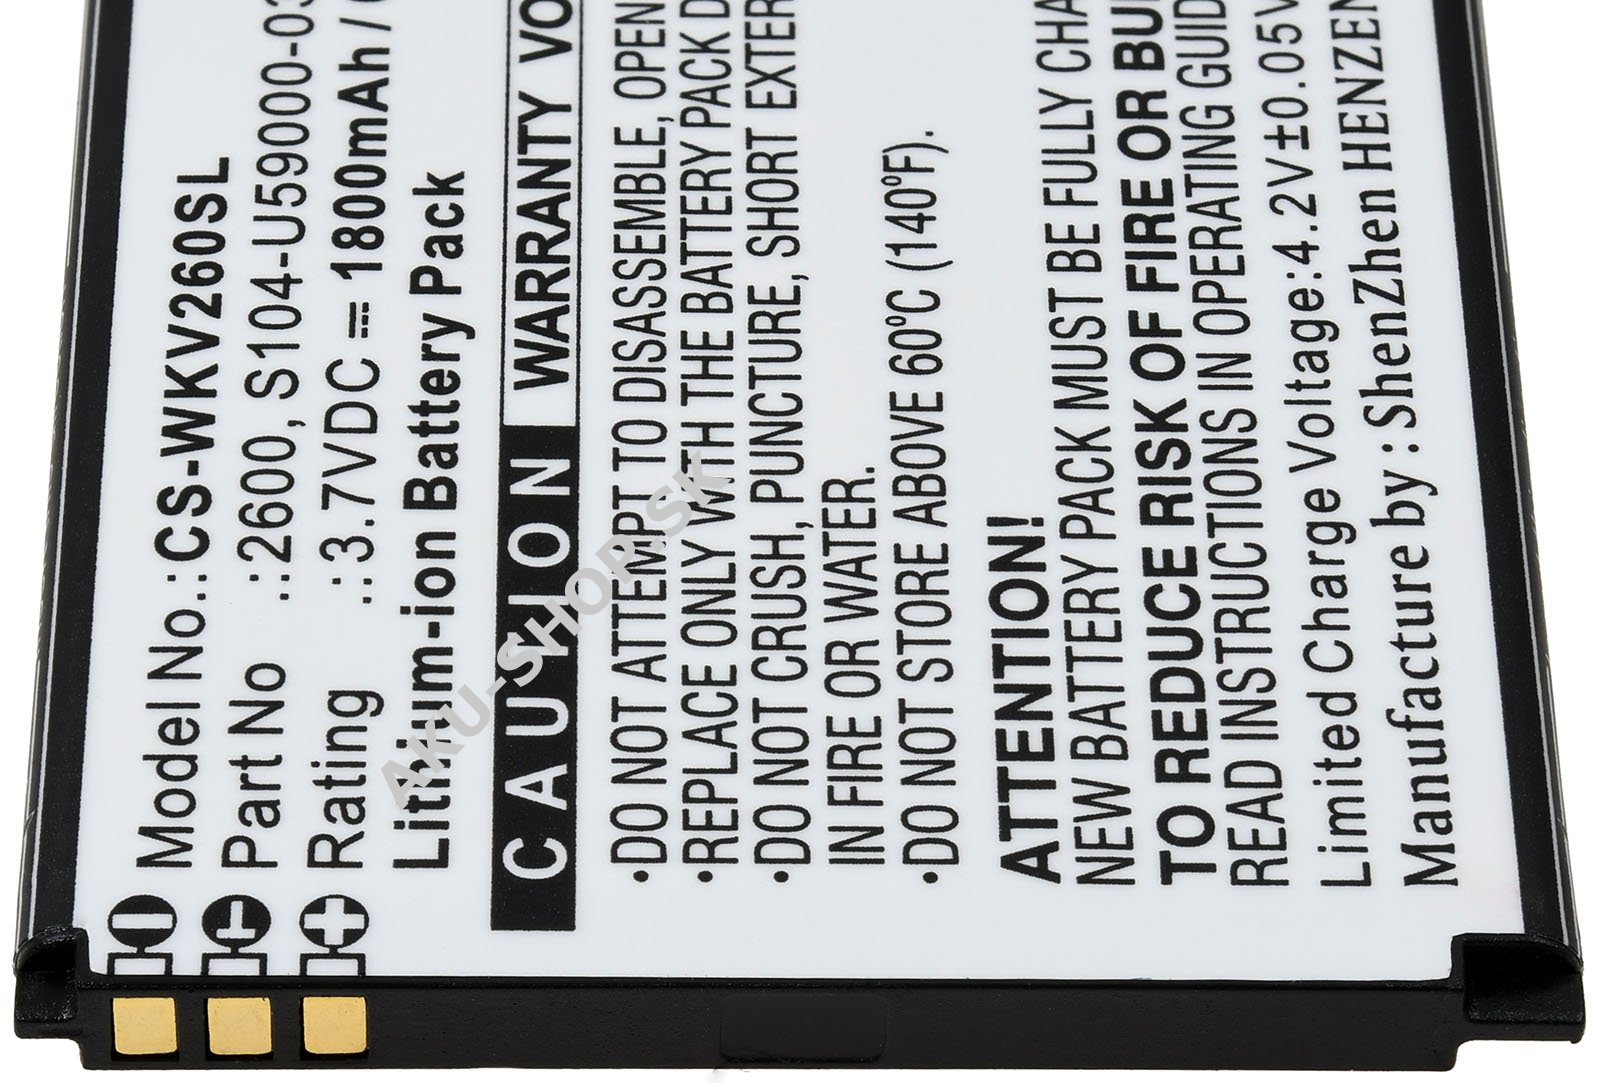 Model No.:CS-WKV260SL
Part No .:2600, S104-U59000-03
Rating .:3.7VDC ⎓ 1800mAh /
Litium-ion Battery Pack
CAUTION WARRANTY VO
•DO NOT ATTEMPT TO DISASSEMBLE, OPEN
•REPLACE ONLY WITH THE BATTERY PACK D
•DO NOT CRUSH, PUNCTURE, SHORT EXTER
IN FIRE OR WATER.
•DO NOT STORE ABOVE 60°C (140°F).
ATTENTION!
NEW BATTERY PACK MUST BE FULLY CHA
TO REDUCE RISK OF FIRE OR BU
READ INSTRUCTIONS IN OPERATING GUID
Limited Charge Voltage:4.2V±0.05V
Manufacture by:ShenZhen HENZEN
AKU-SHOP.SK